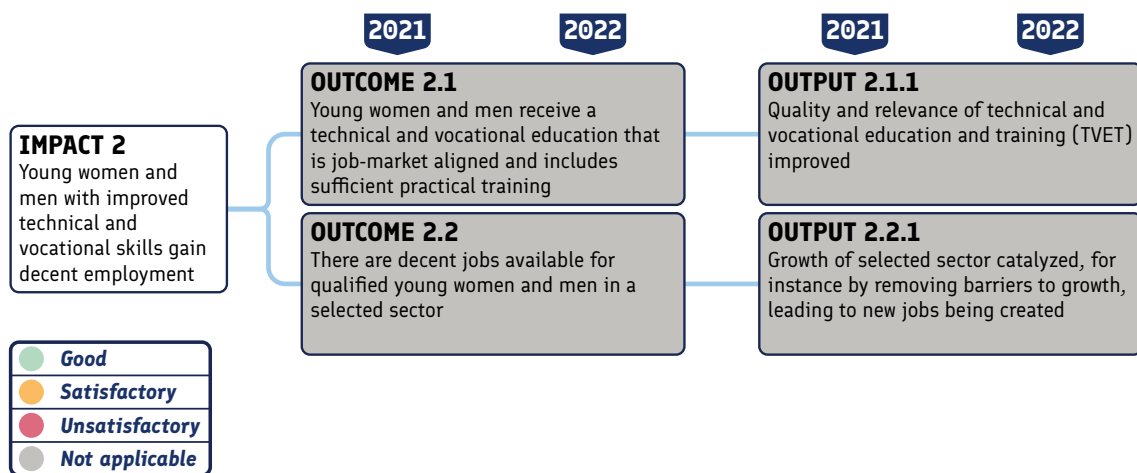 2021
2022
2021
2022
IMPACT 2
Young women and
men with improved
technical and
vocational skills gain
decent employment
OUTCOME 2.1
Young women and men receive a
technical and vocational education that
is job-market aligned and includes
sufficient practical training
OUTPUT 2.1.1
Quality and relevance of technical and
vocational education and training (TVET)
improved
OUTCOME 2.2
There are decent jobs available for
qualified young women and men in a
selected sector
OUTPUT 2.2.1
Growth of selected sector catalyzed, for
instance by removing barriers to growth,
leading to new jobs being created
Good
Satisfactory
Unsatisfactory
Not applicable